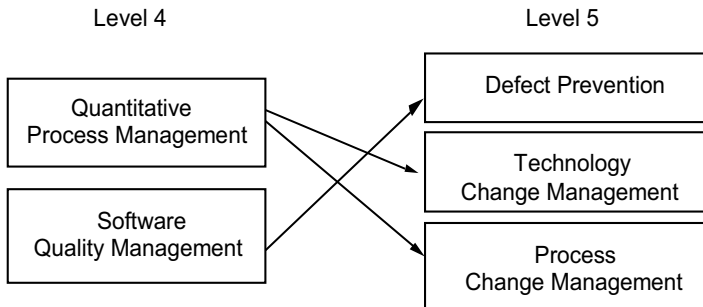 Level 4
Level 5
Quantitative
Process Management
Software
Quality Management
Defect Prevention
Technology
Change Management
Process
Change Management